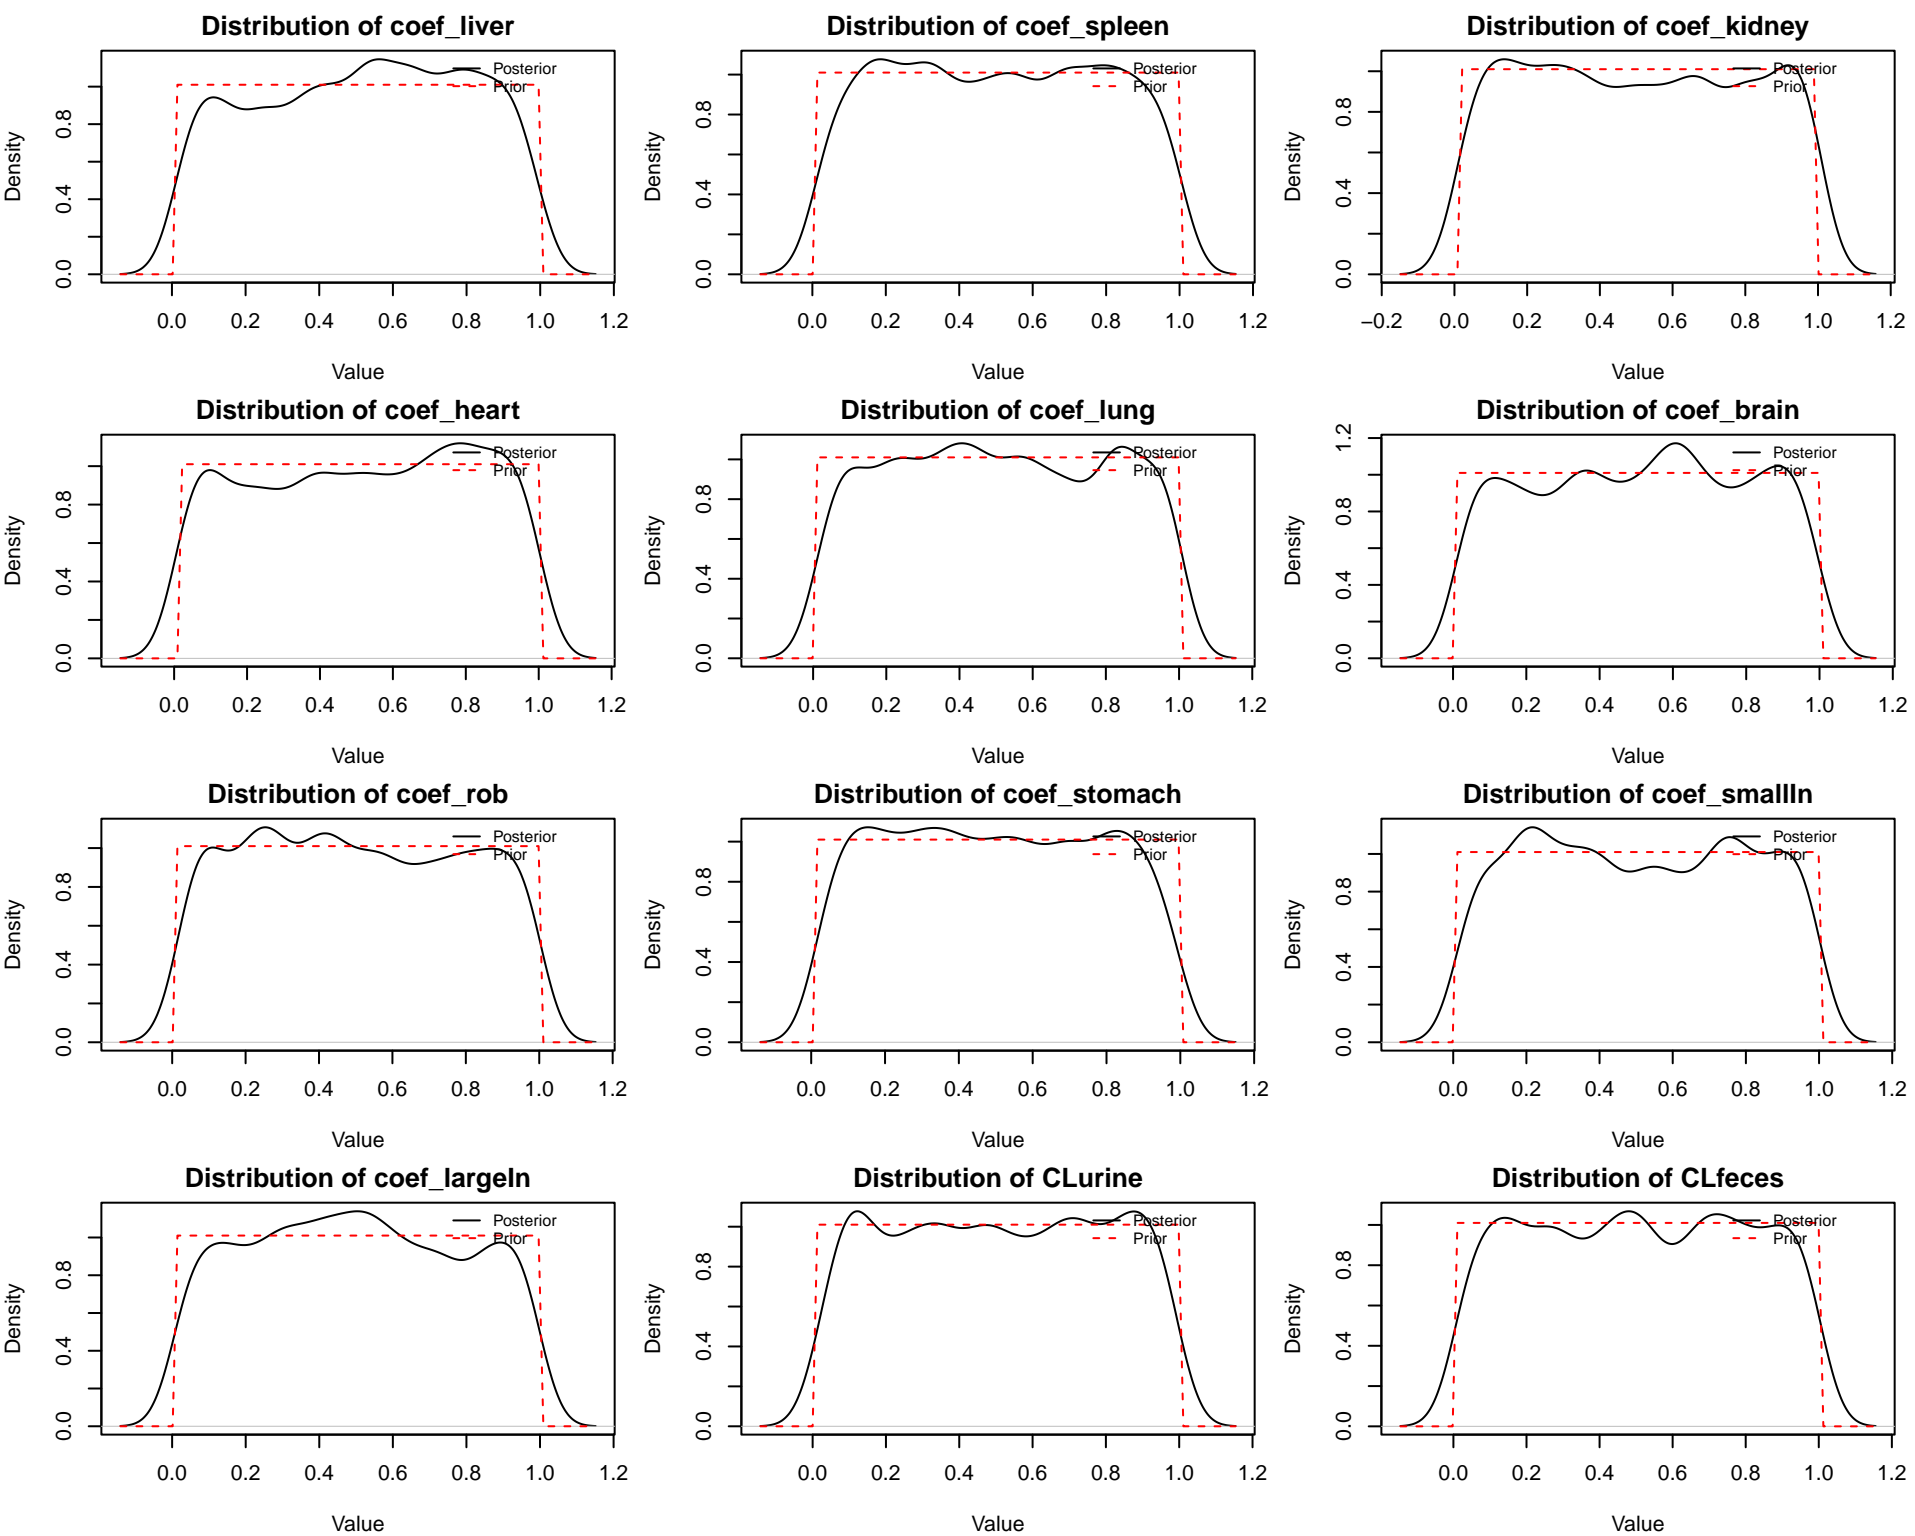 Distribution of coef_liver
Density
0.0 0.4 0.8
Posterior
Prior
0.0 0.2 0.4 0.6 0.8 1.0 1.2
Value
Distribution of coef_spleen
Density
0.0 0.4 0.8
Posterior
Prior
0.0 0.2 0.4 0.6 0.8 1.0 1.2
Value
Distribution of coef_kidney
Density
0.0 0.4 0.8
Posterior
Prior
−0.2 0.0 0.2 0.4 0.6 0.8 1.0 1.2
Value
Distribution of coef_heart
Density
0.0 0.4 0.8
Posterior
Prior
0.0 0.2 0.4 0.6 0.8 1.0 1.2
Value
Distribution of coef_lung
Density
0.0 0.4 0.8
Posterior
Prior
0.0 0.2 0.4 0.6 0.8 1.0 1.2
Value
Distribution of coef_brain
Density
0.0 0.4 0.8 1.2
Posterior
Prior
0.0 0.2 0.4 0.6 0.8 1.0 1.2
Value
Distribution of coef_rob
Density
0.0 0.4 0.8
Posterior
Prior
0.0 0.2 0.4 0.6 0.8 1.0 1.2
Value
Distribution of coef_stomach
Density
0.0 0.4 0.8
Posterior
Prior
0.0 0.2 0.4 0.6 0.8 1.0 1.2
Value
Distribution of coef_smallIn
Density
0.0 0.4 0.8
Posterior
Prior
0.0 0.2 0.4 0.6 0.8 1.0 1.2
Value
Distribution of coef_largeIn
Density
0.0 0.4 0.8
Posterior
Prior
0.0 0.2 0.4 0.6 0.8 1.0 1.2
Value
Distribution of CLurine
Density
0.0 0.4 0.8
Posterior
Prior
0.0 0.2 0.4 0.6 0.8 1.0 1.2
Value
Distribution of CLfeces
Density
0.0 0.4 0.8
Posterior
Prior
0.0 0.2 0.4 0.6 0.8 1.0 1.2
Value